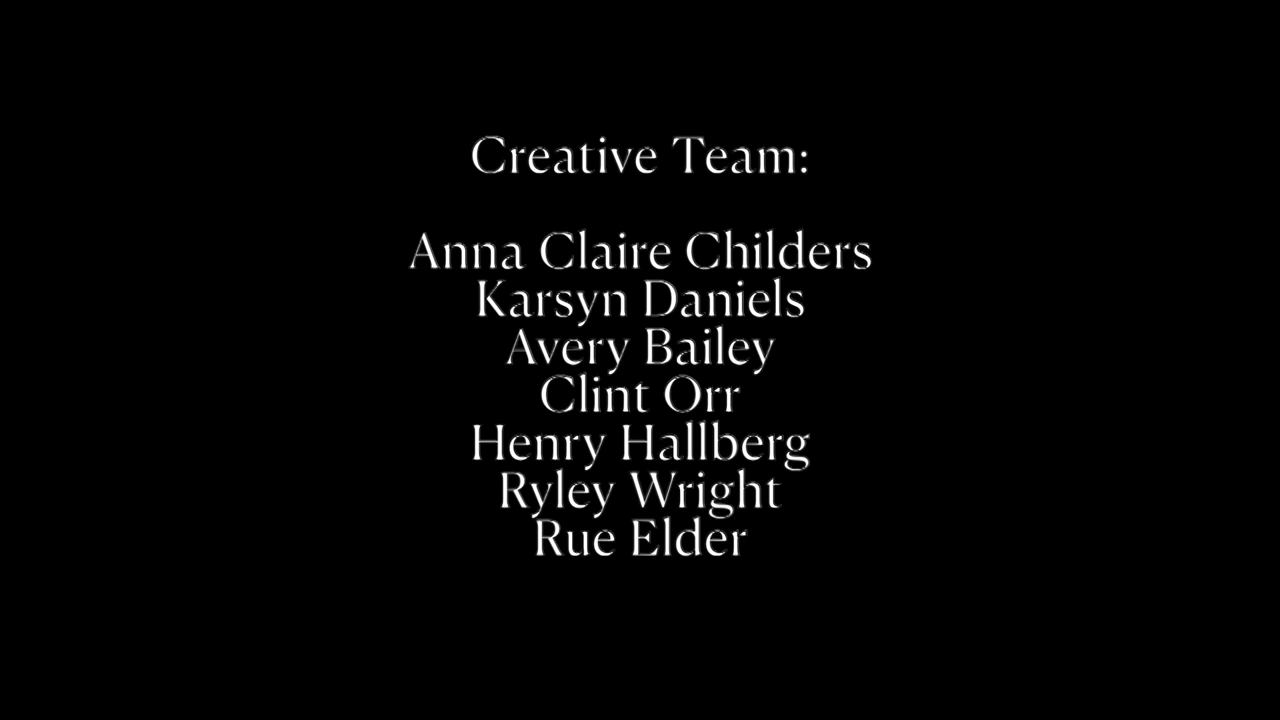 Creative Team:
Anna Claire Childers
Karsyn Daniels
Avery Bailey
Clint Orr
Henry Hallberg
Ryley Wright
Rue Elder